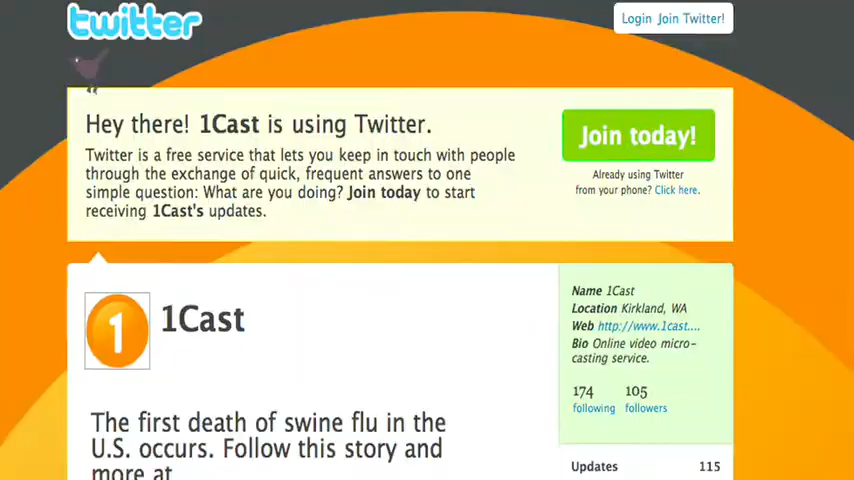 twitter
Login Join Twitter!
Hey there! 1Cast is using Twitter.
Twitter is a free service that lets you keep in touch with people
through the exchange of quick, frequent answers to one
simple question: What are you doing? Join today to start
receiving 1Cast's updates.
Join today!
Already using Twitter
from your phone? Click here.
1
1Cast
The first death of swine flu in the
U.S. occurs. Follow this story and
more at
Name 1Cast
Location Kirkland, WA
Web http://www.1cast....
Bio Online video micro-
casting service.
174 105
following followers
Updates 115